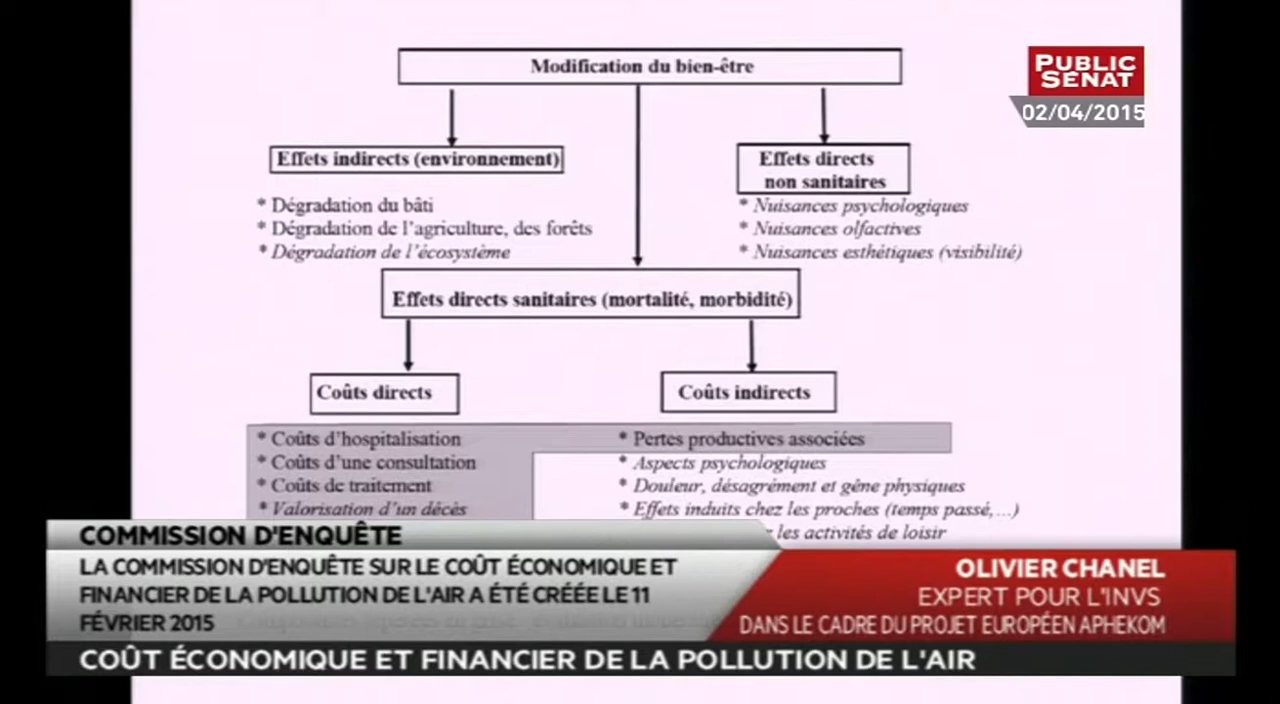 Modification du bien-être
PUBLIC
SÉNAT
02/04/2015
Effets indirects (environnement)
Effets directs
non sanitaires
* Dégradation du bâti
* Dégradation de l'agriculture, des forêts
* Dégradation de l'écosystème
* Nuisances psychologiques
* Nuisances olfactives
* Nuisances esthétiques (visibilité)
Effets directs sanitaires (mortalité, morbidité)
Coûts directs
Coûts indirects
* Coûts d'hospitalisation
* Coûts d'une consultation
* Coûts de traitement
* Valorisation d'un décès
* Pertes productives associées
* Aspects psychologiques
* Douleur, désagrément et gêne physiques
* Effets induits chez les proches (temps passé,...)
les activités de loisir
COMMISSION D'ENQUÊTE
LA COMMISSION D'ENQUÊTE SUR LE COÛT ÉCONOMIQUE ET
FINANCIER DE LA POLLUTION DE L'AIR A ÉTÉ CRÉÉE LE 11
FÉVRIER 2015
OLIVIER CHANEL
EXPERT POUR L'INVS
DANS LE CADRE DU PROJET EUROPÉEN APHEKOM
COÛT ÉCONOMIQUE ET FINANCIER DE LA POLLUTION DE L'AIR